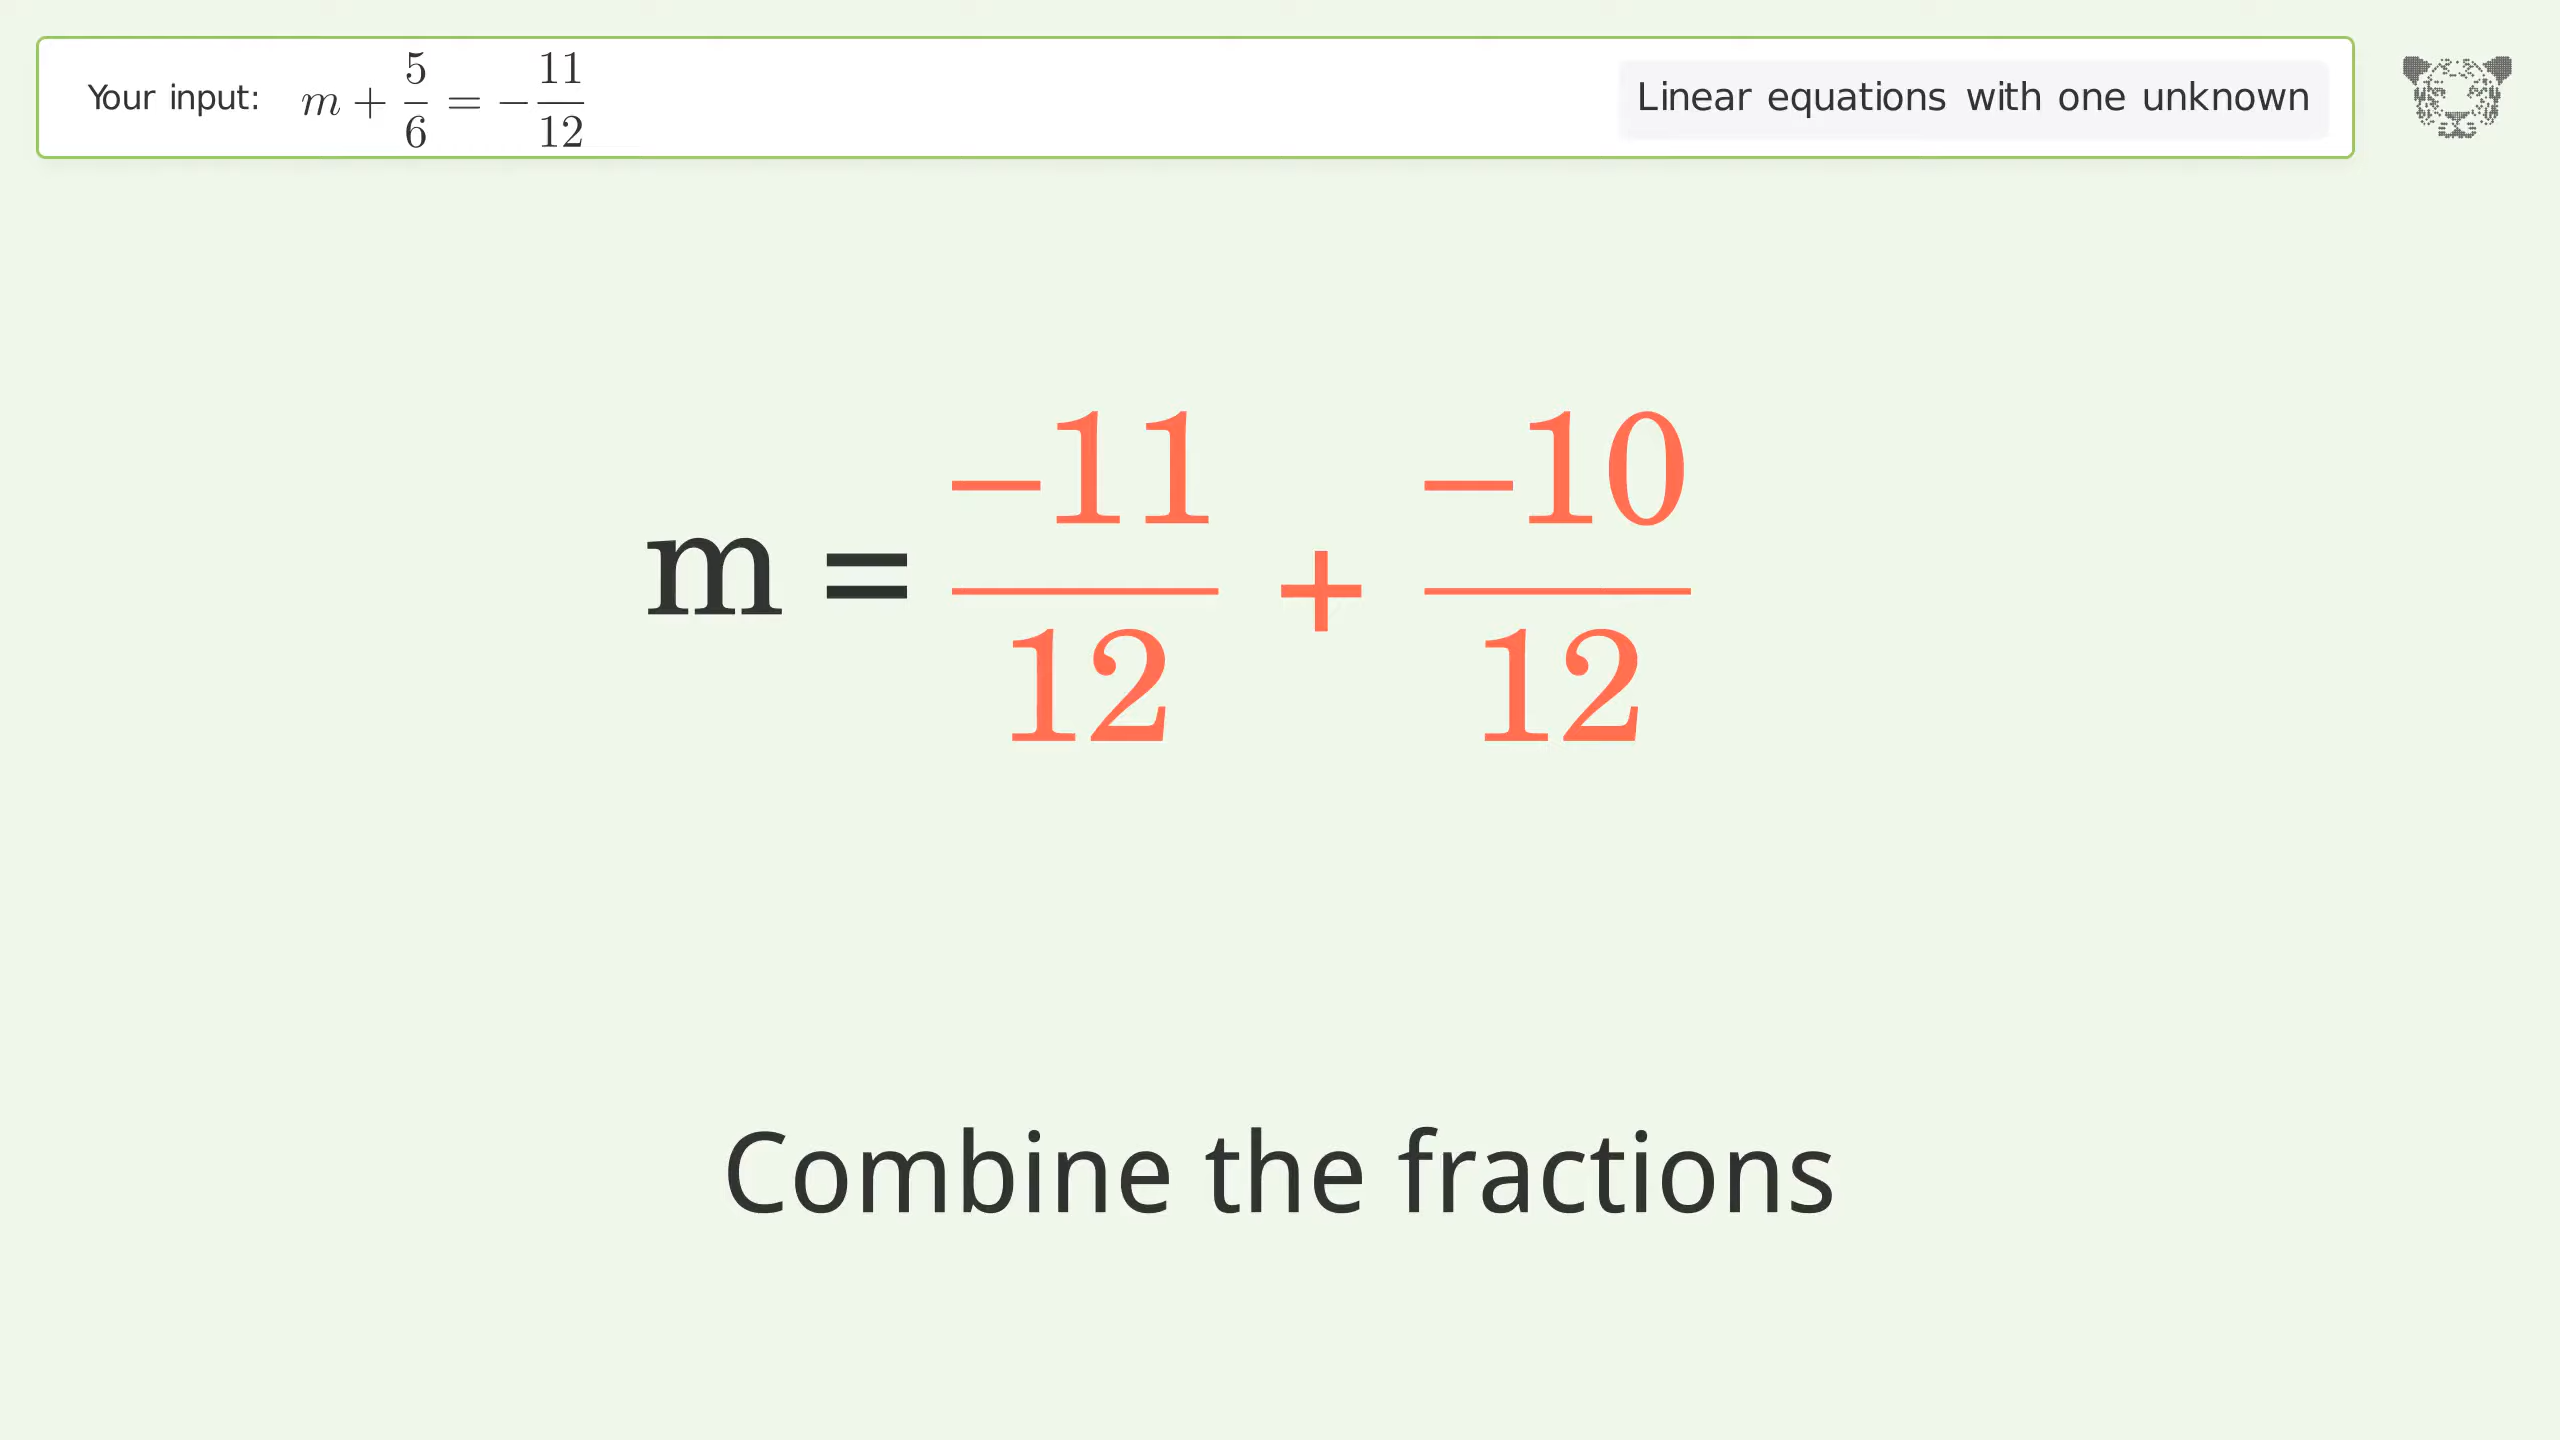 Your input: m + 5/6 = -11/12
Linear equations with one unknown
m = -11/12 + -10/12
Combine the fractions